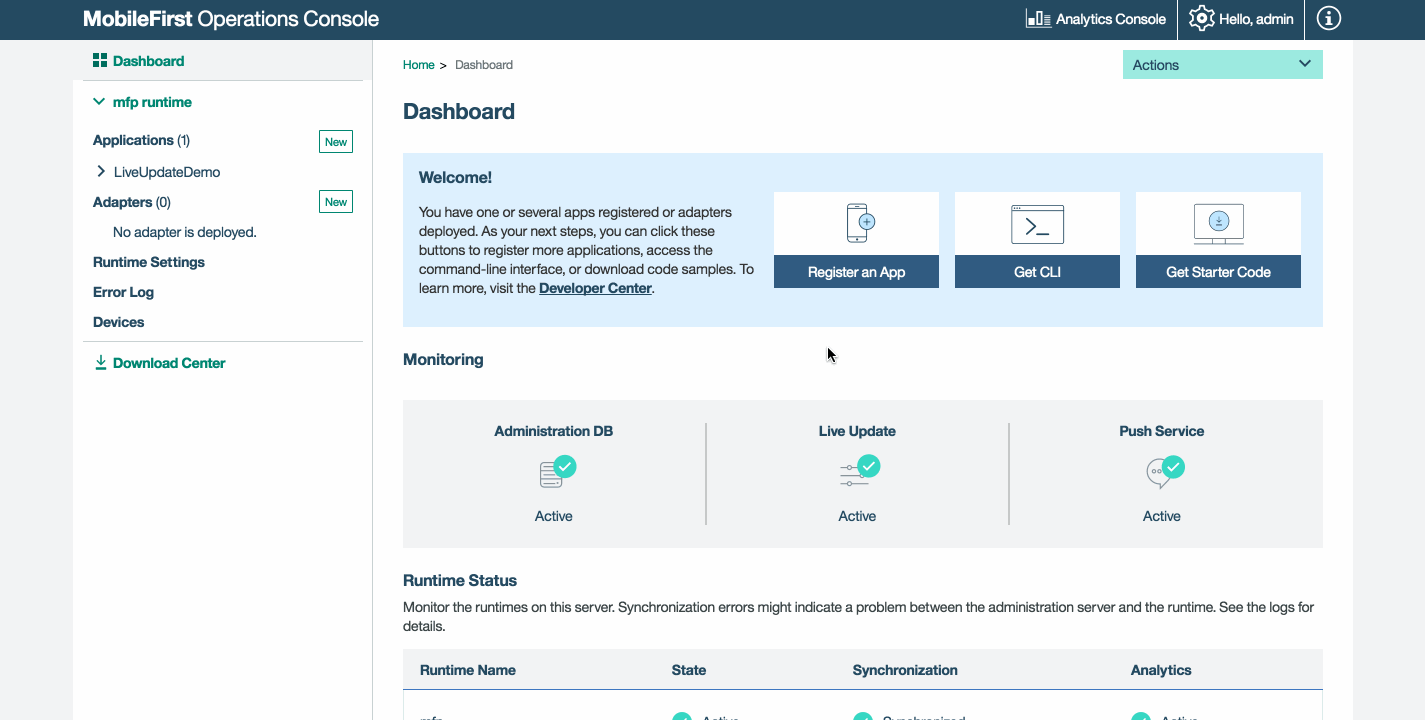 MobileFirst Operations Console
Analytics Console
Hello, admin
Dashboard
mfp runtime
Applications (1)
New
LiveUpdateDemo
Adapters (0)
New
No adapter is deployed.
Runtime Settings
Error Log
Devices
Download Center
Home > Dashboard
Actions
Dashboard
Welcome!
You have one or several apps registered or adapters
deployed. As your next steps, you can click these
buttons to register more applications, access the
command-line interface, or download code samples. To
learn more, visit the Developer Center.
Register an App
Get CLI
Get Starter Code
Monitoring
Administration DB
Active
Live Update
Active
Push Service
Active
Runtime Status
Monitor the runtimes on this server. Synchronization errors might indicate a problem between the administration server and the runtime. See the logs for
details.
Runtime Name State Synchronization Analytics
mfp Active Synchronized Active